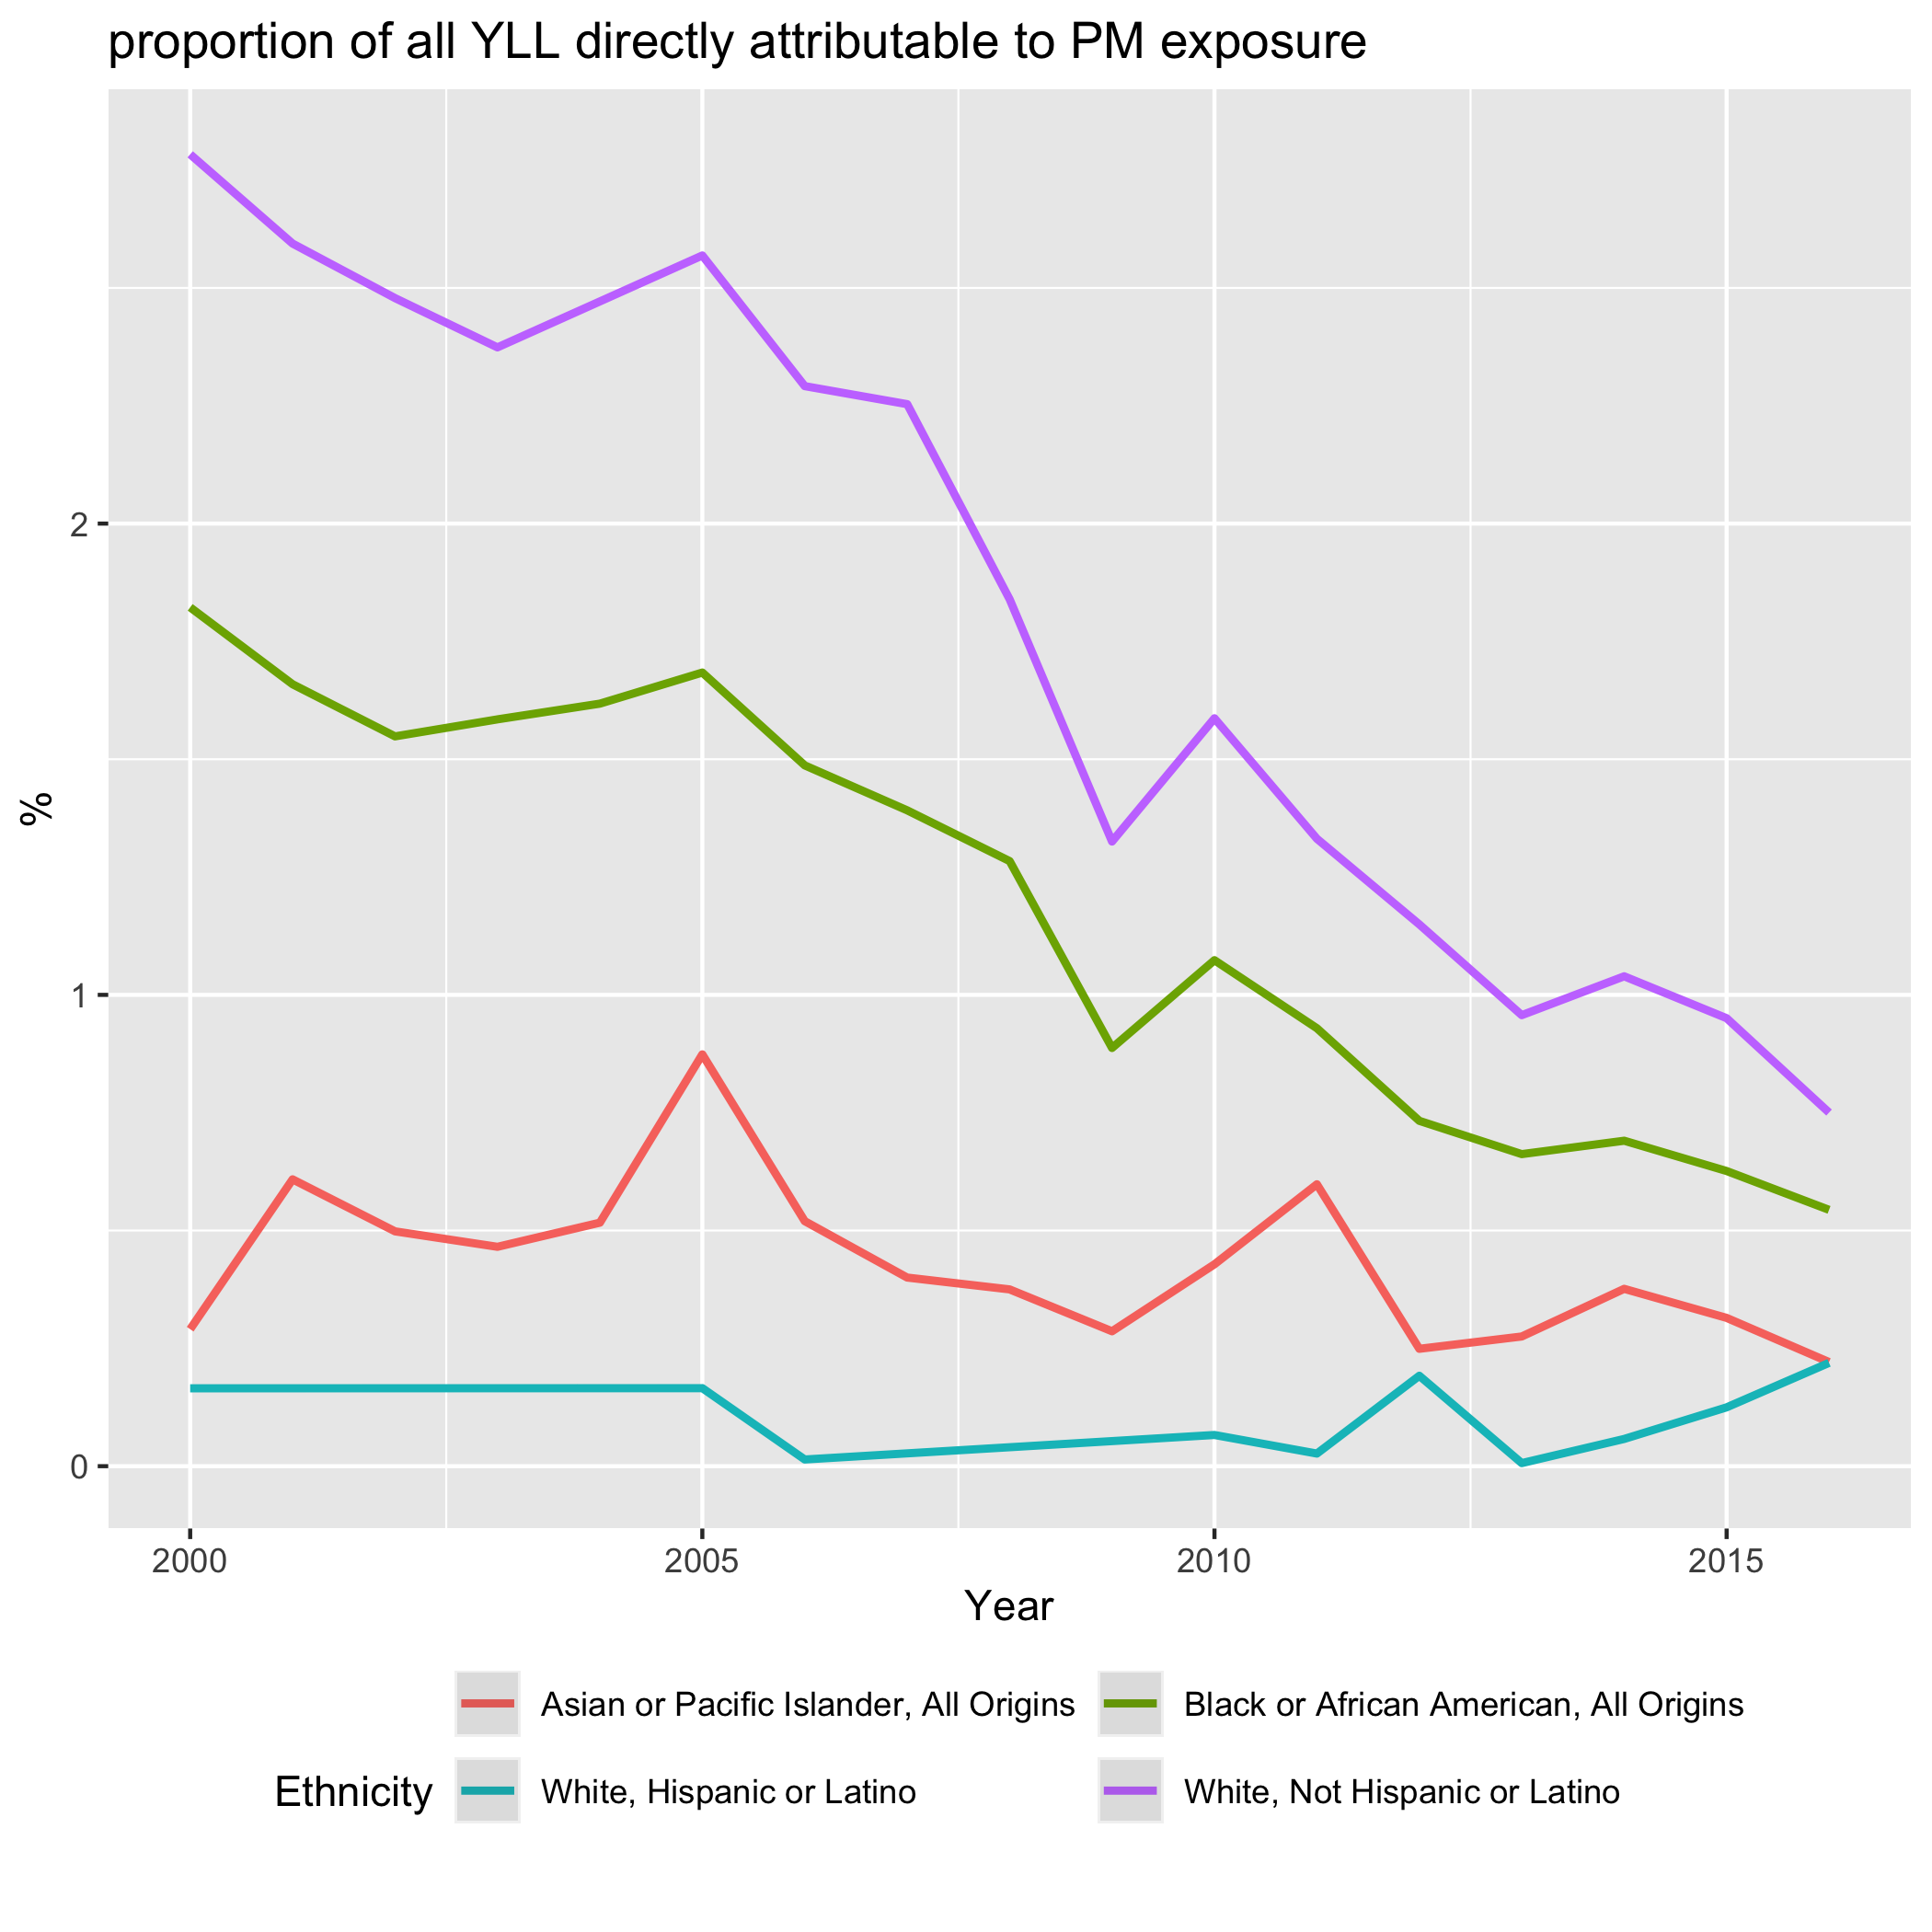 proportion of all YLL directly attributable to PM exposure
%
2
1
0
2000 2005 2010 2015
Year
Ethnicity
Asian or Pacific Islander, All Origins
Black or African American, All Origins
White, Hispanic or Latino
White, Not Hispanic or Latino